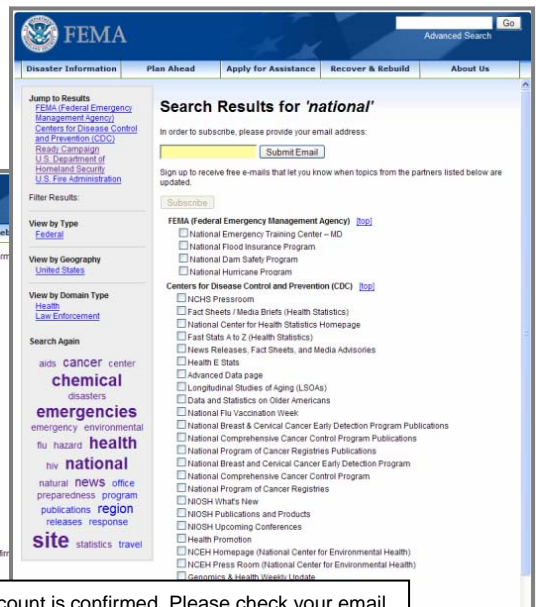 FEMA
Go
Advanced Search
Disaster Information
Plan Ahead
Apply for Assistance
Recover & Rebuild
About Us
Jump to Results
FEMA (Federal Emergency
Management Agency)
Centers for Disease Control
and Prevention (CDC)
Ready Campaign
U.S. Department of
Homeland Security
U.S. Fire Administration
Filter Results:
View by Type
Federal
View by Geography
United States
View by Domain Type
Health
Law Enforcement
Search Again
aids cancer center
chemical
disasters
emergencies
emergency environmental
flu hazard health
hiv national
natural news office
preparedness program
publications region
releases response
site statistics travel
Search Results for 'national'
In order to subscribe, please provide your email address:
Submit Email
Sign up to receive free e-mails that let you know when topics from the partners listed below are
updated.
Subscribe
FEMA (Federal Emergency Management Agency) [top]
National Emergency Training Center – MD
National Flood Insurance Program
National Dam Safety Program
National Hurricane Program
Centers for Disease Control and Prevention (CDC) [top]
NCHS Pressroom
Fact Sheets / Media Briefs (Health Statistics)
National Center for Health Statistics Homepage
Fast Stats A to Z (Health Statistics)
News Releases, Fact Sheets, and Media Advisories
Health E Stats
Advanced Data page
Longitudinal Studies of Aging (LSOAs)
Data and Statistics on Older Americans
National Flu Vaccination Week
National Breast & Cervical Cancer Early Detection Program Publications
National Comprehensive Cancer Control Program Publications
National Program of Cancer Registries Publications
National Breast and Cervical Cancer Early Detection Program
National Comprehensive Cancer Control Program
National Program of Cancer Registries
NIOSH What's New
NIOSH Publications and Products
NIOSH Upcoming Conferences
Health Promotion
NCEH Homepage (National Center for Environmental Health)
NCEH Press Room (National Center for Environmental Health)
Genomics & Health Weekly Update
count is confirmed. Please check your email